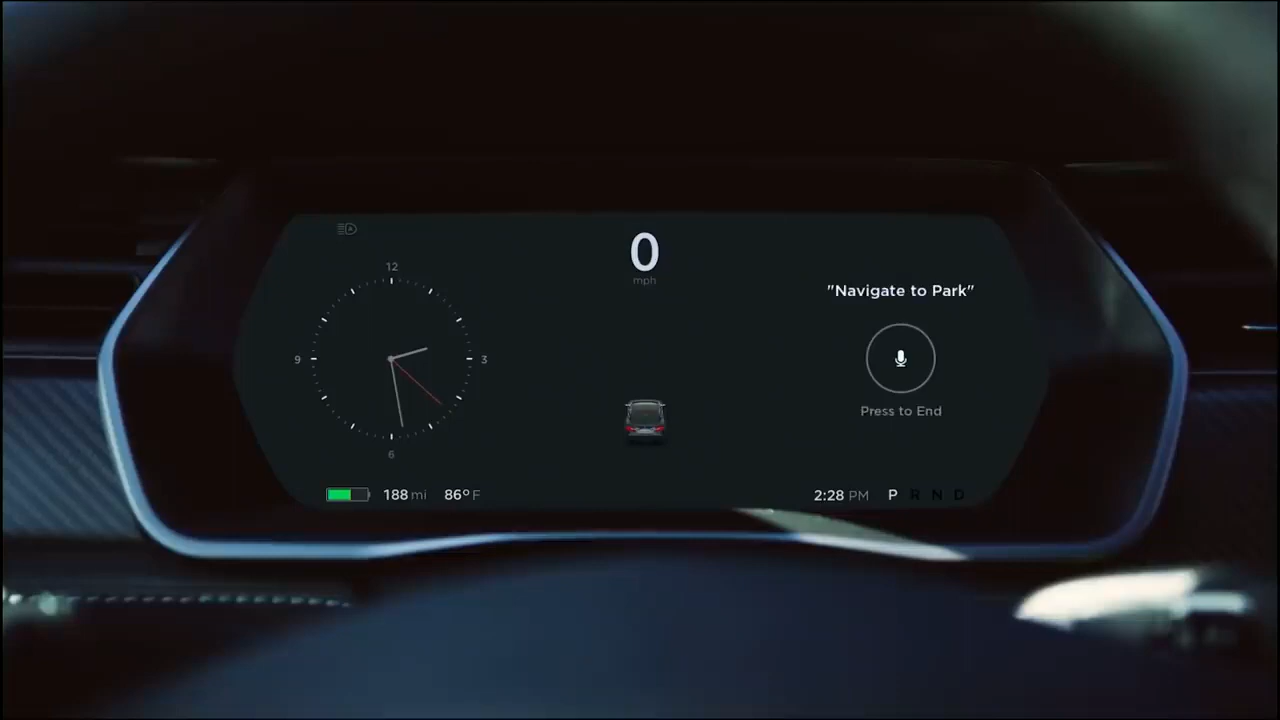 0
mph
12
9
3
6
"Navigate to Park"
Press to End
188 mi 86° F
2:28 PM P R N D